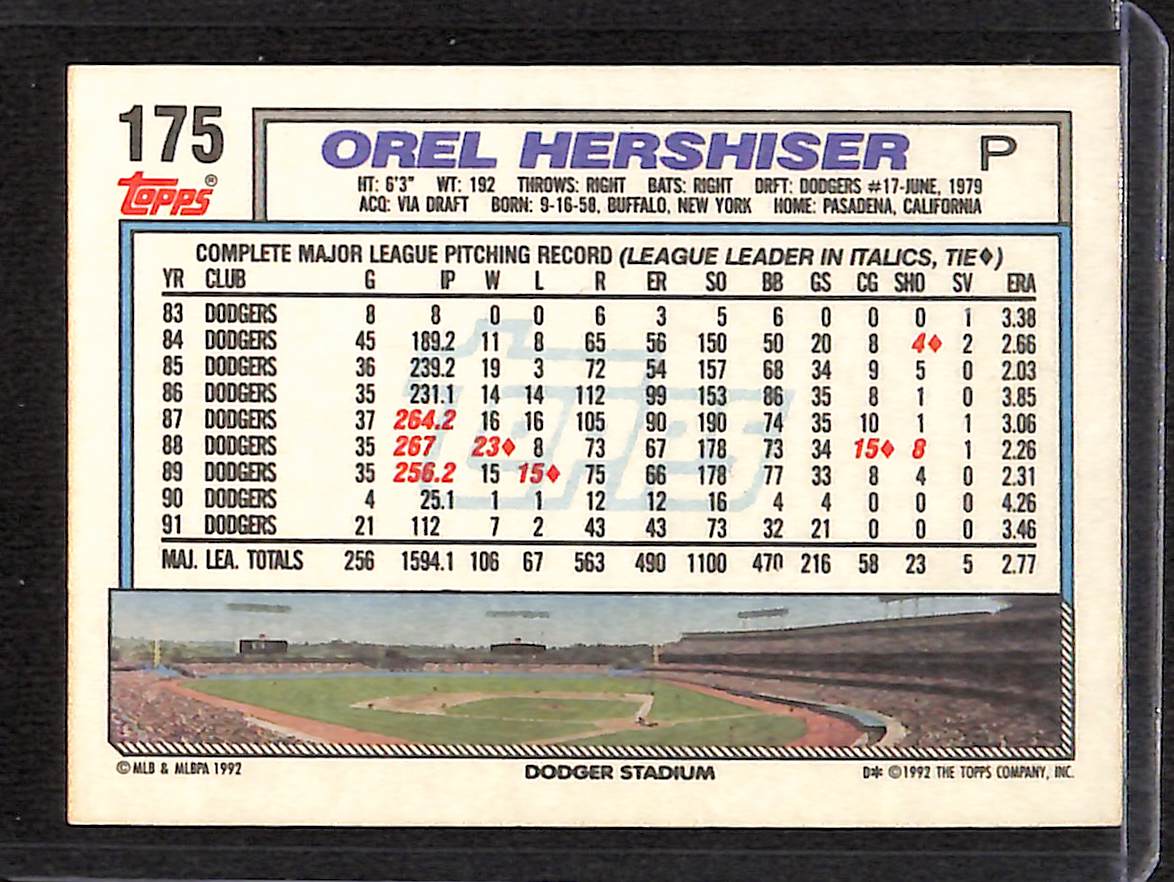 175
OREL HERSHISER P
Topps®
HT: 6'3" WT: 192 THROWS: RIGHT BATS: RIGHT DRFT: DODGERS #17-JUNE, 1979
ACQ: VIA DRAFT BORN: 9-16-58, BUFFALO, NEW YORK HOME: PASADENA, CALIFORNIA
COMPLETE MAJOR LEAGUE PITCHING RECORD (LEAGUE LEADER IN ITALICS, TIE♦)
YR CLUB G IP W L R ER SO BB GS CG SHO SV ERA
83 DODGERS 8 8 0 0 6 3 5 6 0 0 0 1 3.38
84 DODGERS 45 189.2 11 8 65 56 150 50 20 8 4♦ 2 2.66
85 DODGERS 36 239.2 19 3 72 54 157 68 34 9 5 0 2.03
86 DODGERS 35 231.1 14 14 112 99 153 86 35 8 1 0 3.85
87 DODGERS 37 264.2 16 16 105 90 190 74 35 10 1 1 3.06
88 DODGERS 35 267 23♦ 8 73 67 178 73 34 15♦ 8 1 2.26
89 DODGERS 35 256.2 15 15♦ 75 66 178 77 33 8 4 0 2.31
90 DODGERS 4 25.1 1 1 12 12 16 4 4 0 0 0 4.26
91 DODGERS 21 112 7 2 43 43 73 32 21 0 0 0 3.46
MAJ. LEA. TOTALS 256 1594.1 106 67 563 490 1100 470 216 58 23 5 2.77
Topps
©MLB & MLBPA 1992 DODGER STADIUM D✻ ©1992 THE TOPPS COMPANY, INC.